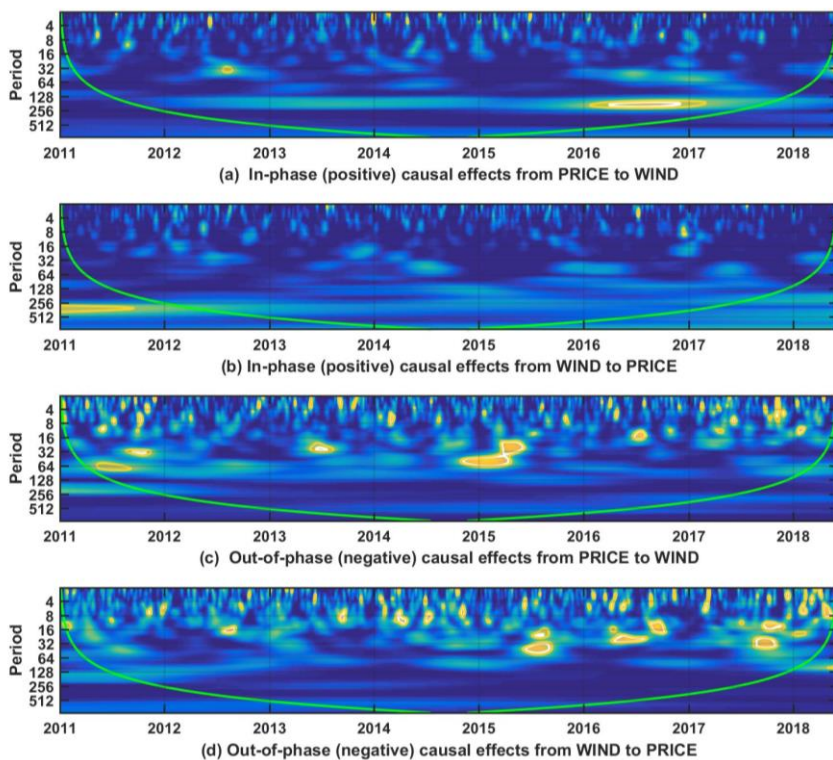 Period
4
8
16
32
64
128
256
512
2011 2012 2013 2014 2015 2016 2017 2018
(a) In-phase (positive) causal effects from PRICE to WIND
Period
4
16
32
64
128
256
512
2011 2012 2013 2014 2015 2016 2017 2018
(b) In-phase (positive) causal effects from WIND to PRICE
Period
4
8
16
32
64
128
256
512
2011 2012 2013 2014 2015 2016 2017 2018
(c) Out-of-phase (negative) causal effects from PRICE to WIND
Period
4
8
16
32
64
128
256
512
2011 2012 2013 2014 2015 2016 2017 2018
(d) Out-of-phase (negative) causal effects from WIND to PRICE